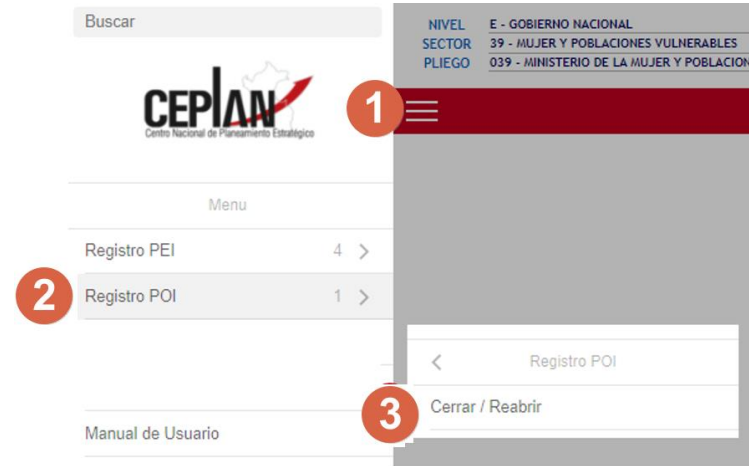 Buscar
CEPLAN
Centro Nacional de Planeamiento Estratégico
Menu
Registro PEI 4
2 Registro POI 1
Manual de Usuario
NIVEL E - GOBIERNO NACIONAL
SECTOR 39 - MUJER Y POBLACIONES VULNERABLES
PLIEGO 039 - MINISTERIO DE LA MUJER Y POBLACION
1
Registro POI
3 Cerrar / Reabrir